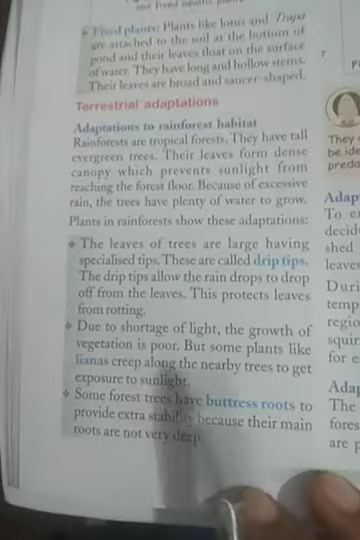 and fixed aquatic plants
❖ Fixed plants: Plants like lotus and Trapa
are attached to the soil at the bottom of
pond and their leaves float on the surface
of water. They have long and hollow stems.
Their leaves are broad and saucer-shaped.
Terrestrial adaptations
Adaptations to rainforest habitat
Rainforests are tropical forests. They have tall
evergreen trees. Their leaves form dense
canopy which prevents sunlight from
reaching the forest floor. Because of excessive
rain, the trees have plenty of water to grow.
Plants in rainforests show these adaptations:
❖ The leaves of trees are large having
specialised tips. These are called drip tips.
The drip tips allow the rain drops to drop
off from the leaves. This protects leaves
from rotting.
❖ Due to shortage of light, the growth of
vegetation is poor. But some plants like
lianas creep along the nearby trees to get
exposure to sunlight.
❖ Some forest trees have buttress roots to
provide extra stability because their main
roots are not very deep.
7
They
be ide
preda
Adap
To e
decid
shed
leaves
Duri
temp
regio
squir
for e
Adap
The
fores
are p